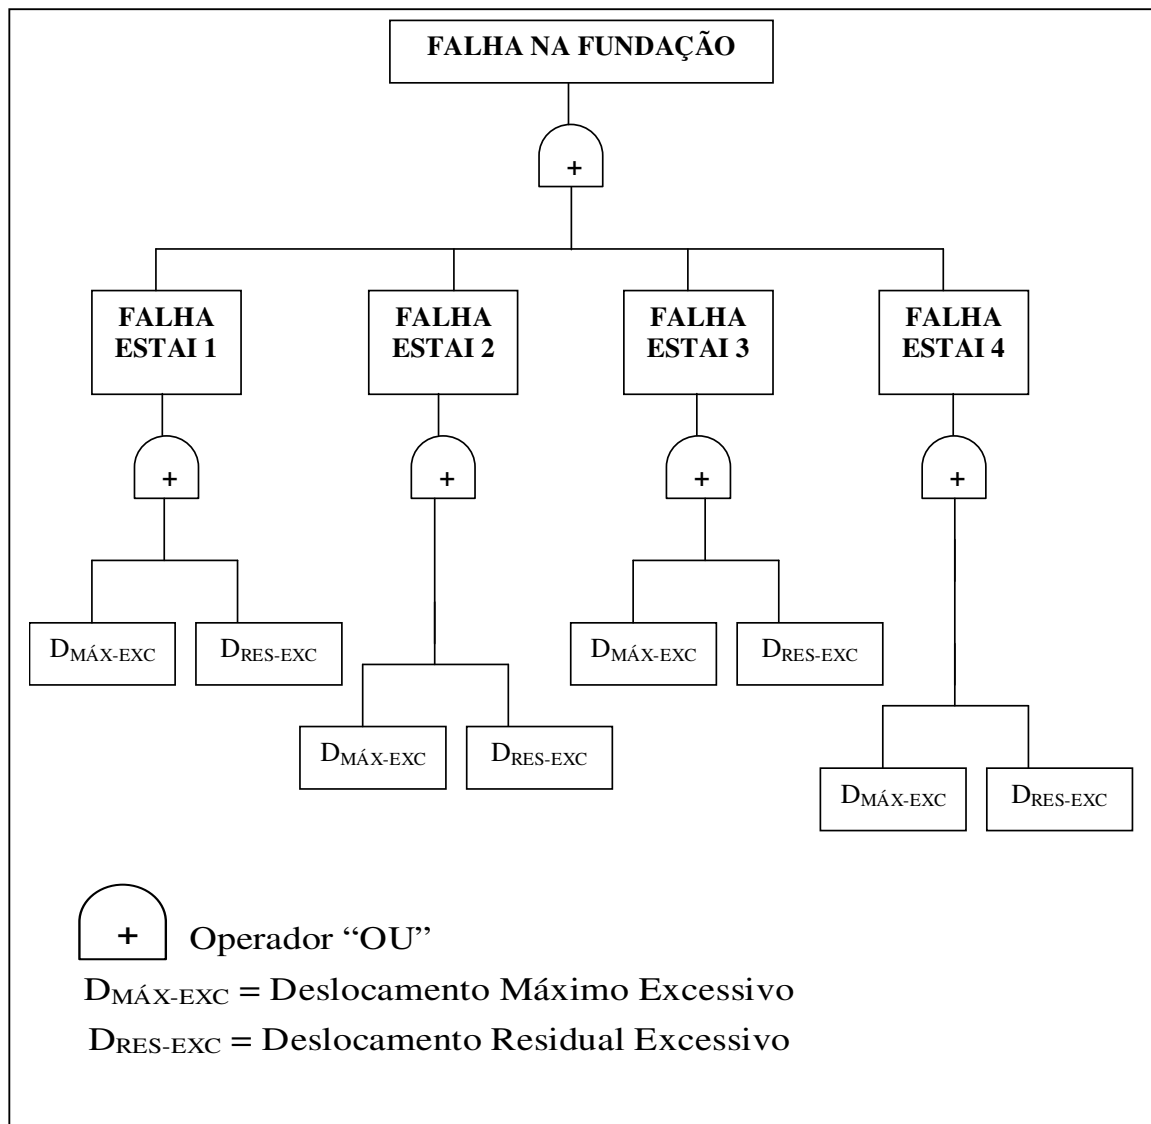 FALHA NA FUNDAÇÃO
+
FALHA
ESTAI 1
FALHA
ESTAI 2
FALHA
ESTAI 3
FALHA
ESTAI 4
+
+
+
+
DMÁX-EXC
DRES-EXC
DMÁX-EXC
DRES-EXC
DMÁX-EXC
DRES-EXC
DMÁX-EXC
DRES-EXC
+ Operador “OU”
DMÁX-EXC = Deslocamento Máximo Excessivo
DRES-EXC = Deslocamento Residual Excessivo